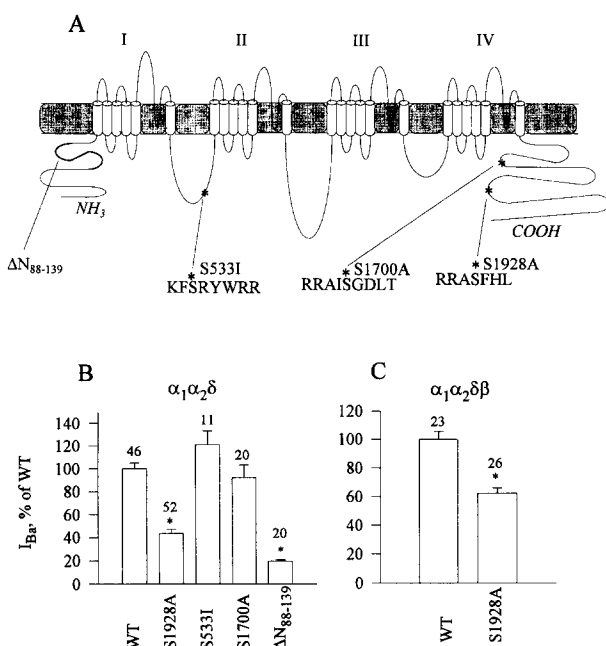 A
I II III IV
NH₃
COOH
ΔN₈₈₋₁₃₉
* S533I
KFSRYWRR
* S1700A
RRAISGDLT
* S1928A
RRASFHL
B
α₁α₂δ
I_Ba, % of WT
140
120
100
80
60
40
20
0
46
52
*
11
20
20
*
WT
S1928A
S533I
S1700A
ΔN₈₈₋₁₃₉
C
α₁α₂δβ
120
100
80
60
40
20
0
23
26
*
WT
S1928A